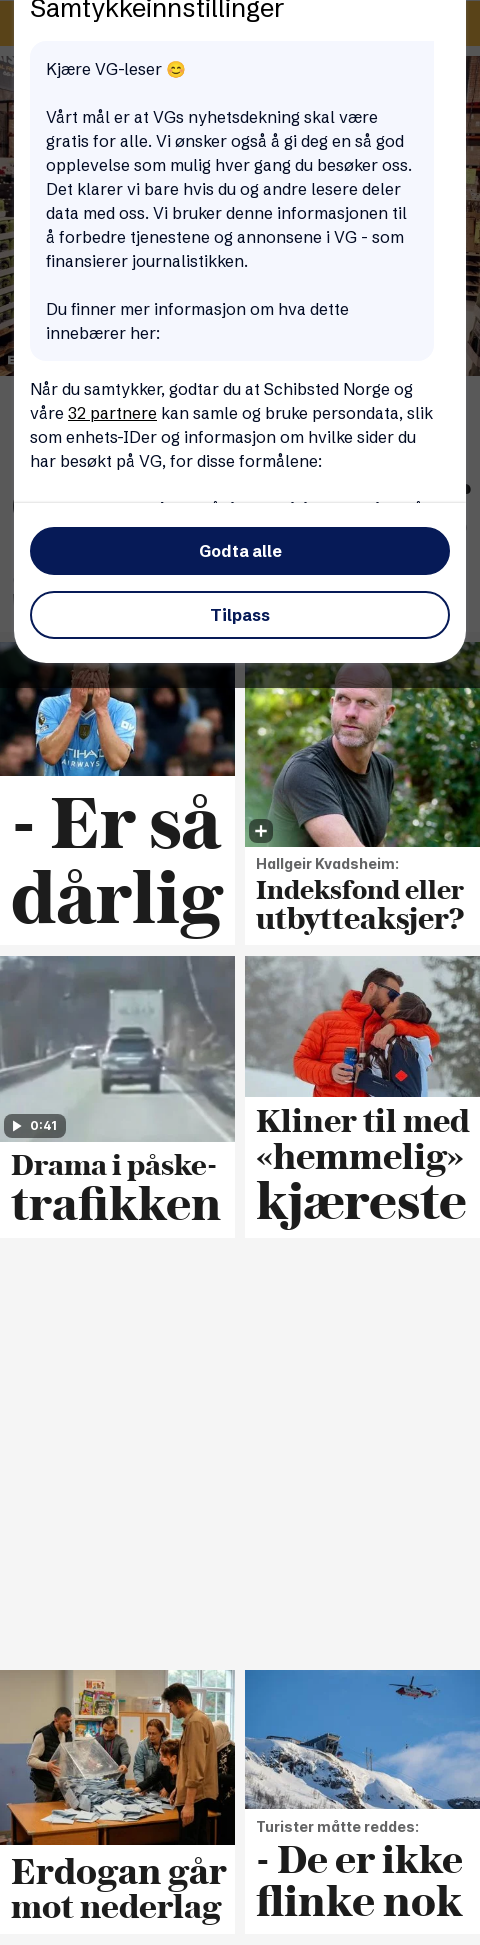 Samtykkeinnstillinger
Kjære VG-leser 😊
Vårt mål er at VGs nyhetsdekning skal være
gratis for alle. Vi ønsker også å gi deg en så god
opplevelse som mulig hver gang du besøker oss.
Det klarer vi bare hvis du og andre lesere deler
data med oss. Vi bruker denne informasjonen til
å forbedre tjenestene og annonsene i VG - som
finansierer journalistikken.
Du finner mer informasjon om hva dette
innebærer her:
Når du samtykker, godtar du at Schibsted Norge og
våre 32 partnere kan samle og bruke persondata, slik
som enhets-IDer og informasjon om hvilke sider du
har besøkt på VG, for disse formålene:
Godta alle
Tilpass
ETIHAD
AIRWAYS
- Er så
dårlig
Hallgeir Kvadsheim:
Indeksfond eller
utbytteaksjer?
0:41
Drama i påske-
trafikken
Kliner til med
«hemmelig»
kjæreste
Erdogan går
mot nederlag
Turister måtte reddes:
- De er ikke
flinke nok